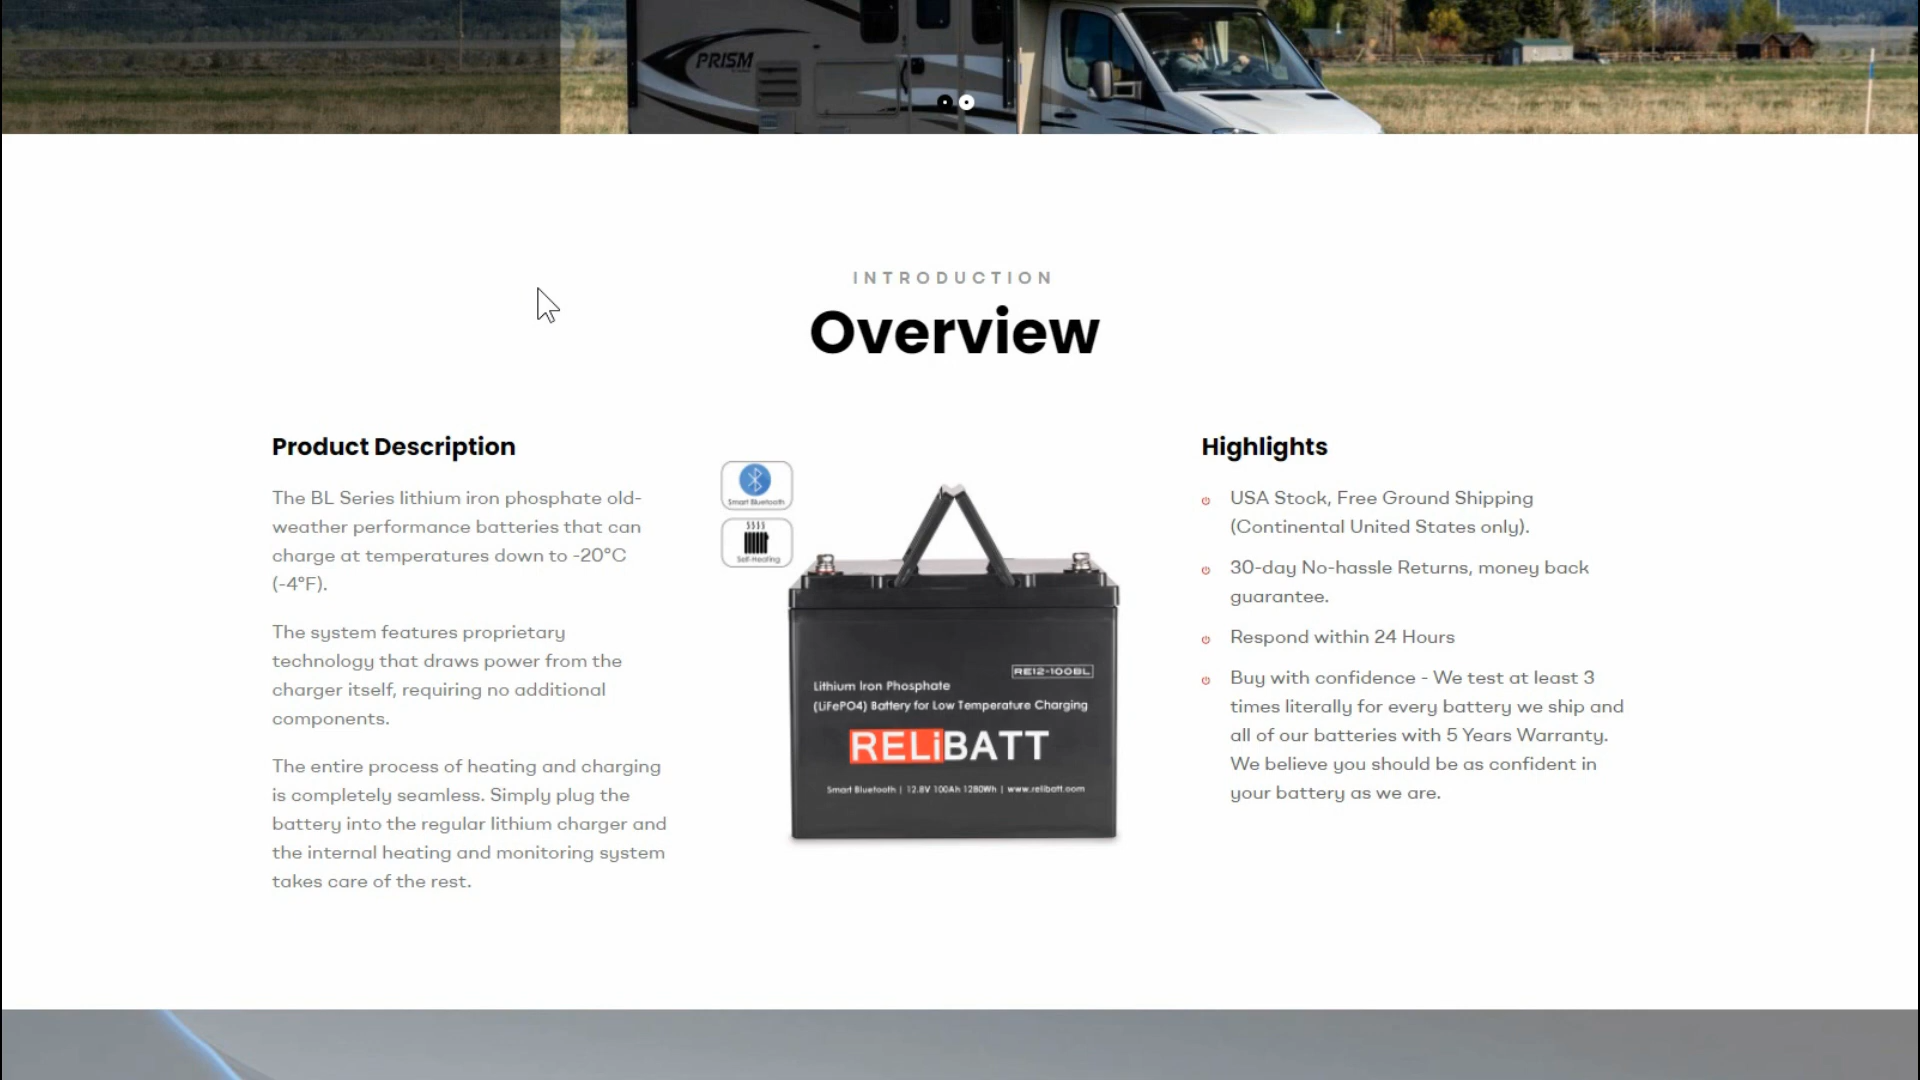 PRISM
INTRODUCTION
Overview
Product Description
The BL Series lithium iron phosphate old-
weather performance batteries that can
charge at temperatures down to -20°C
(-4°F).
The system features proprietary
technology that draws power from the
charger itself, requiring no additional
components.
The entire process of heating and charging
is completely seamless. Simply plug the
battery into the regular lithium charger and
the internal heating and monitoring system
takes care of the rest.
Smart Bluetooth
Self-Heating
RE12-100BL
Lithium Iron Phosphate
(LiFePO4) Battery for Low Temperature Charging
RELiBATT
Smart Bluetooth | 12.8V 100Ah 1280Wh | www.relibatt.com
Highlights
USA Stock, Free Ground Shipping
(Continental United States only).
30-day No-hassle Returns, money back
guarantee.
Respond within 24 Hours
Buy with confidence - We test at least 3
times literally for every battery we ship and
all of our batteries with 5 Years Warranty.
We believe you should be as confident in
your battery as we are.